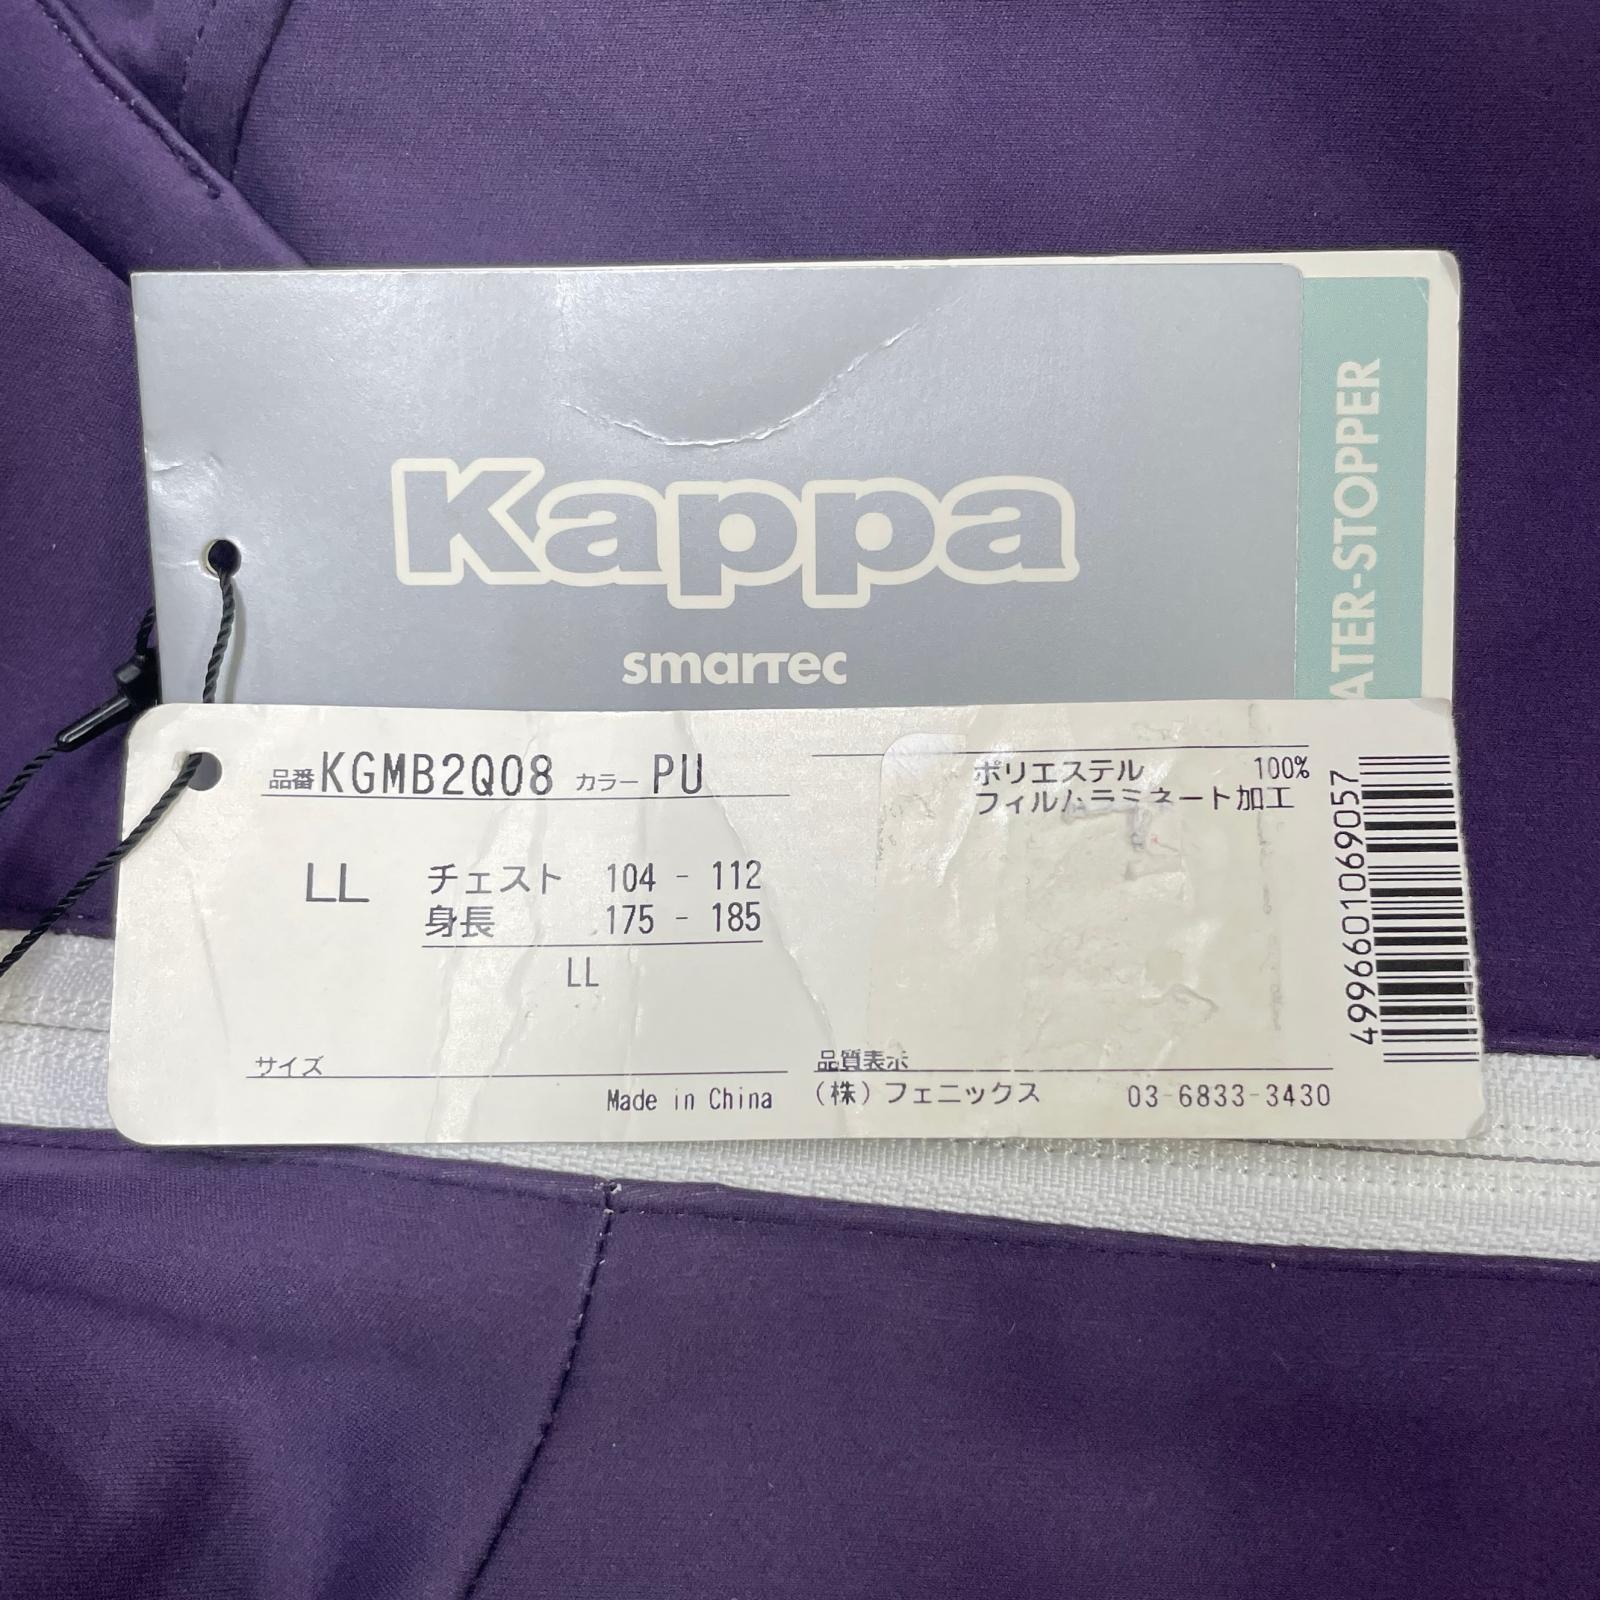 Kappa
smartec
ATER-STOPPER
品番 KGMB2Q08 カラー PU
LL チェスト 104 - 112
身長 175 - 185
LL
サイズ
Made in China
ポリエステル 100%
フィルムラミネート加工
品質表示
(株)フェニックス 03-6833-3430
4996601069057